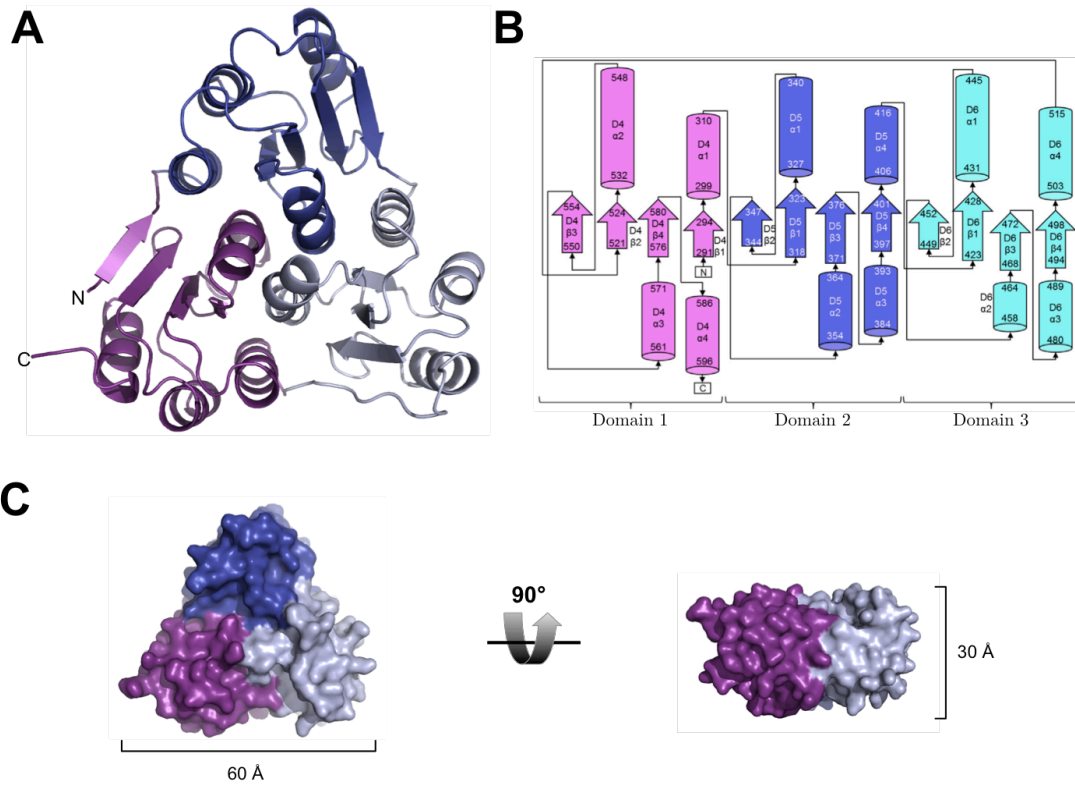 A
B
N
C
548
D4
α2
532
310
D4
α1
299
340
D5
α1
327
416
D5
α4
406
445
D6
α1
431
515
D6
α4
503
554
D4
β3
550
524
D4
β2
521
580
D4
β4
576
294
D4
β1
291
N
347
D5
β2
344
323
D5
β1
318
376
D5
β3
371
401
D5
β4
397
452
D6
β2
449
428
D6
β1
423
472
D6
β3
468
498
D6
β4
494
571
D4
α3
561
586
D4
α4
596
C
364
D5
α2
354
393
D5
α3
384
464
D6
α2
458
489
D6
α3
480
Domain 1
Domain 2
Domain 3
C
90°
60 Å
30 Å